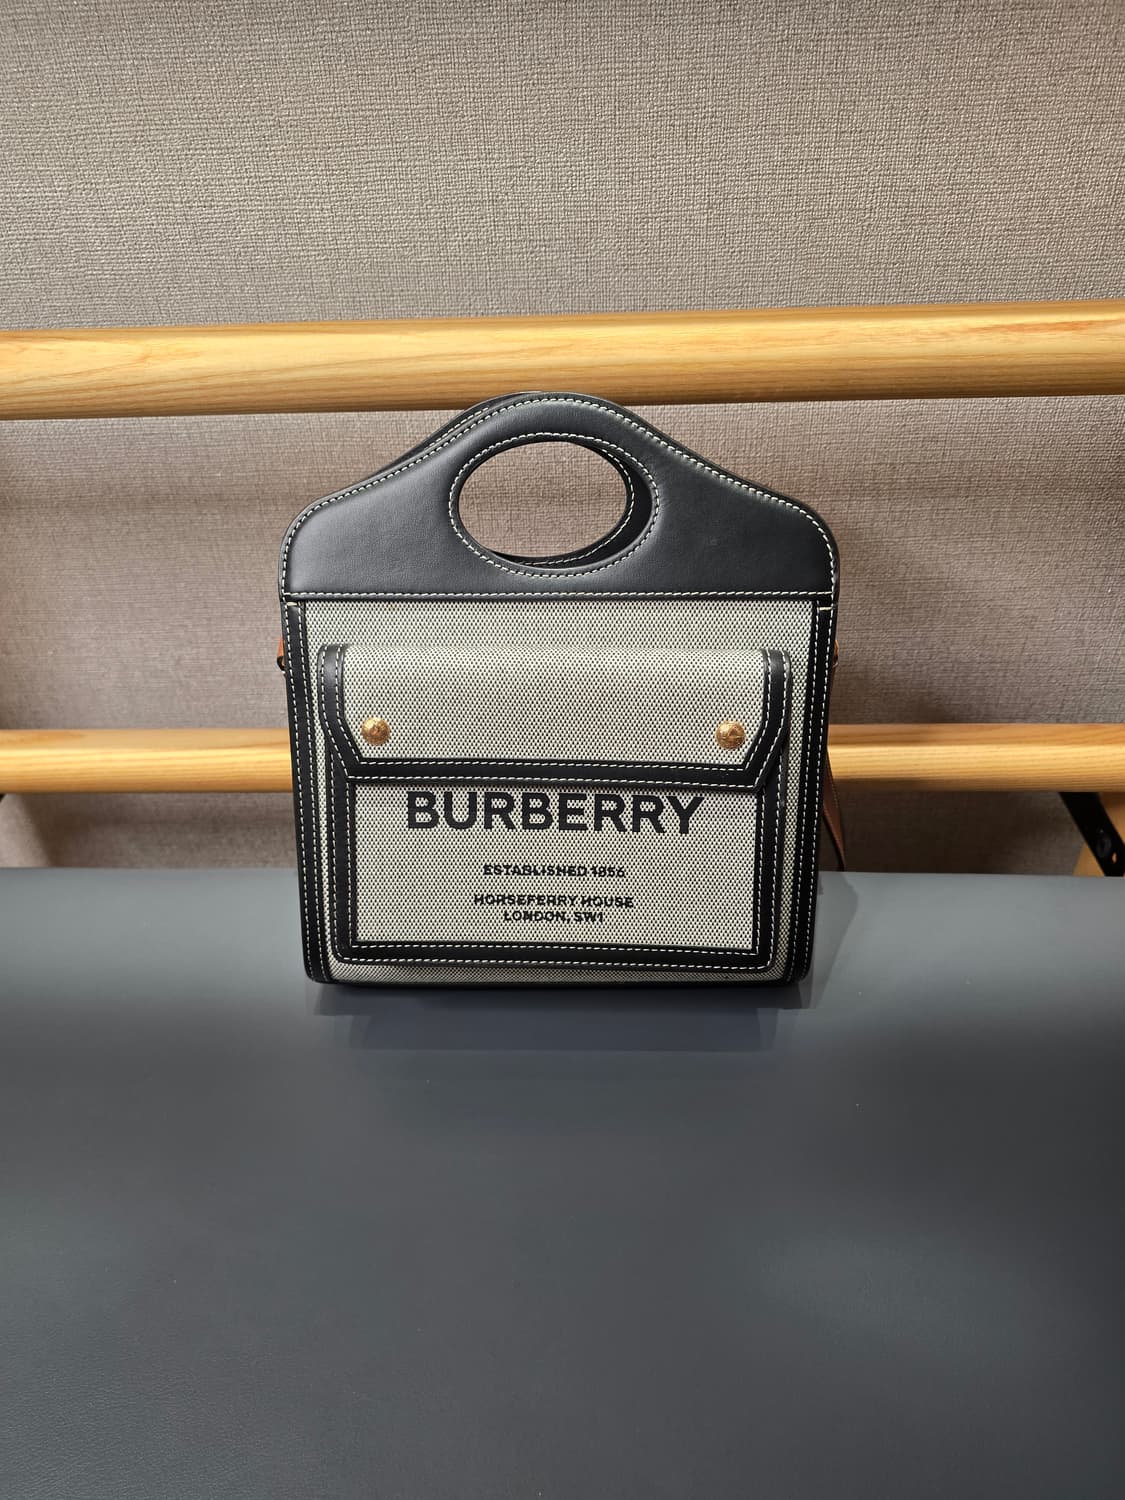 BURBERRY
ESTABLISHED 1856
HORSEFERRY HOUSE
LONDON, SW1